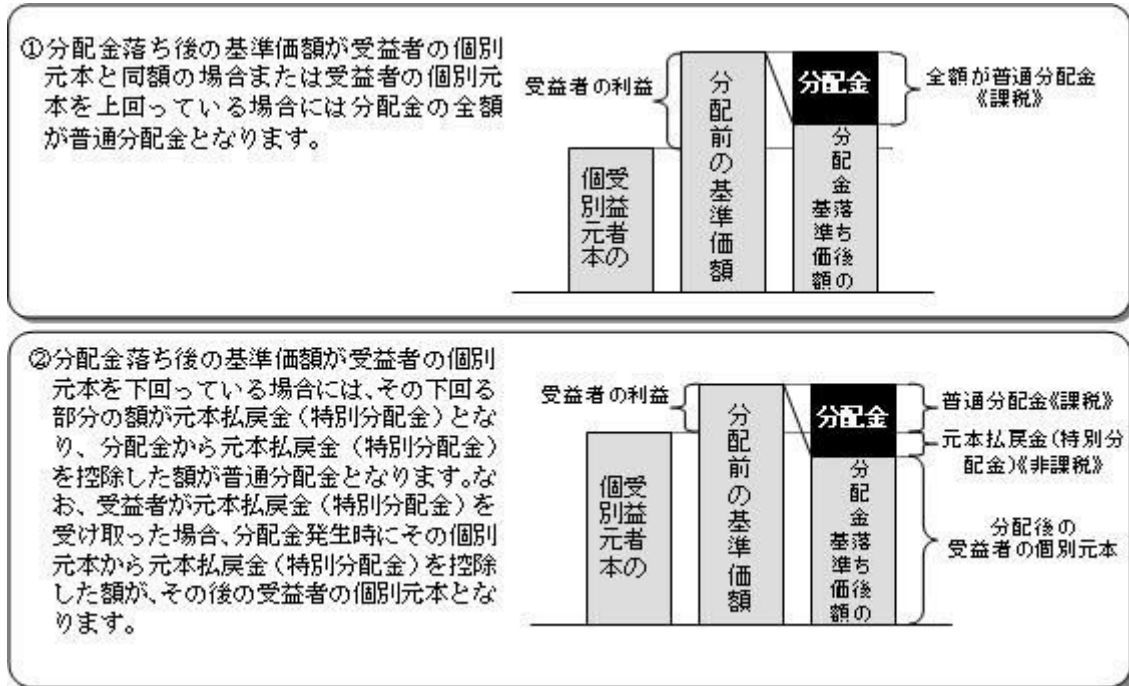 ①分配金落ち後の基準価額が受益者の個別
元本と同額の場合または受益者の個別元
本を上回っている場合には分配金の全額
が普通分配金となります。
受益者の利益
受益者の
個別元本
分配前の基準価額
分配金
分配金落ち後の
基準価額
全額が普通分配金
《課税》
②分配金落ち後の基準価額が受益者の個別
元本を下回っている場合には、その下回る
部分の額が元本払戻金(特別分配金)とな
り、分配金から元本払戻金(特別分配金)
を控除した額が普通分配金となります。な
お、受益者が元本払戻金(特別分配金)を
受け取った場合、分配金発生時にその個別
元本から元本払戻金(特別分配金)を控除
した額が、その後の受益者の個別元本とな
ります。
受益者の利益
受益者の
個別元本
分配前の基準価額
分配金
分配金落ち後の
基準価額
普通分配金《課税》
元本払戻金(特別分
配金)《非課税》
分配後の
受益者の個別元本